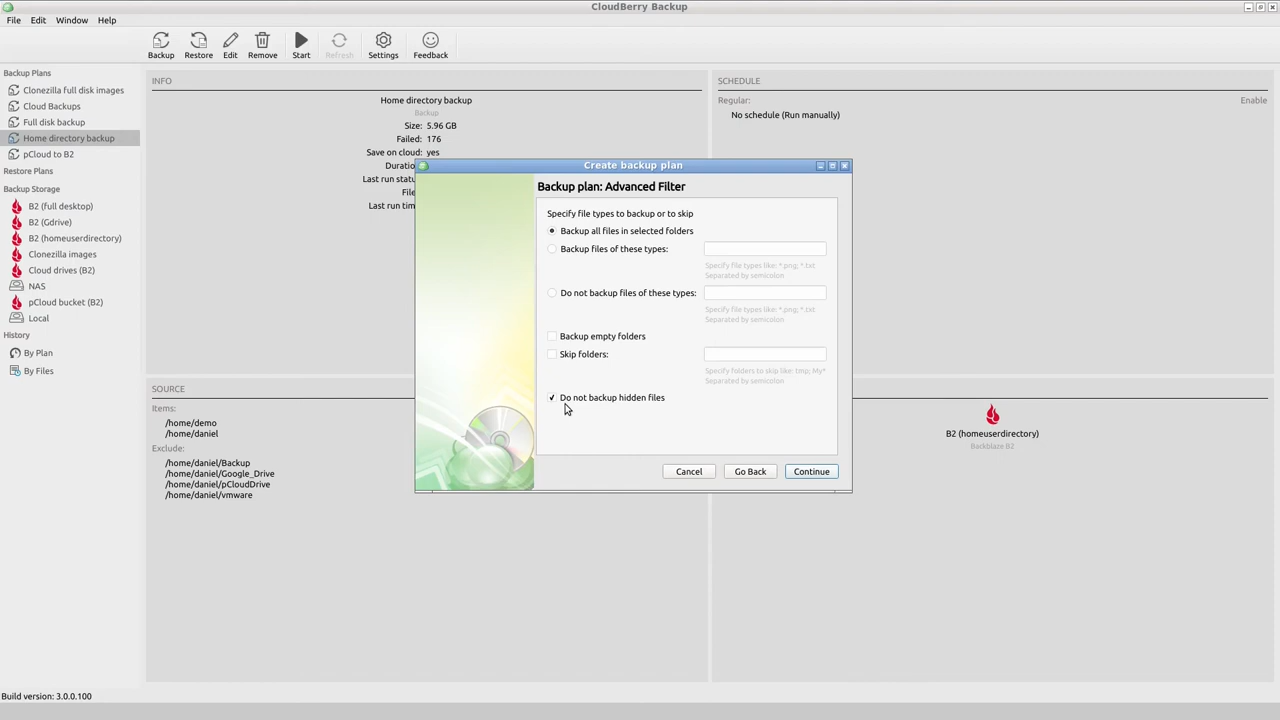 CloudBerry Backup
File Edit Window Help
Backup Restore Edit Remove Start Refresh Settings Feedback
Backup Plans
Clonezilla full disk images
Cloud Backups
Full disk backup
Home directory backup
pCloud to B2
Restore Plans
Backup Storage
B2 (full desktop)
B2 (Gdrive)
B2 (homeuserdirectory)
Clonezilla images
Cloud drives (B2)
NAS
pCloud bucket (B2)
Local
History
By Plan
By Files
INFO
Home directory backup
Backup
Size: 5.96 GB
Failed: 176
Save on cloud: yes
Duratio
Last run statu
File
Last run tim
SCHEDULE
Regular: Enable
No schedule (Run manually)
Create backup plan
Backup plan: Advanced Filter
Specify file types to backup or to skip
Backup all files in selected folders
Backup files of these types:
Specify file types like: *.png; *.txt
Separated by semicolon
Do not backup files of these types:
Specify file types like: *.png; *.txt
Separated by semicolon
Backup empty folders
Skip folders:
Specify folders to skip like: tmp; My*
Separated by semicolon
Do not backup hidden files
Cancel Go Back Continue
SOURCE
Items:
/home/demo
/home/daniel
Exclude:
/home/daniel/Backup
/home/daniel/Google_Drive
/home/daniel/pCloudDrive
/home/daniel/vmware
B2 (homeuserdirectory)
Backblaze B2
Build version: 3.0.0.100